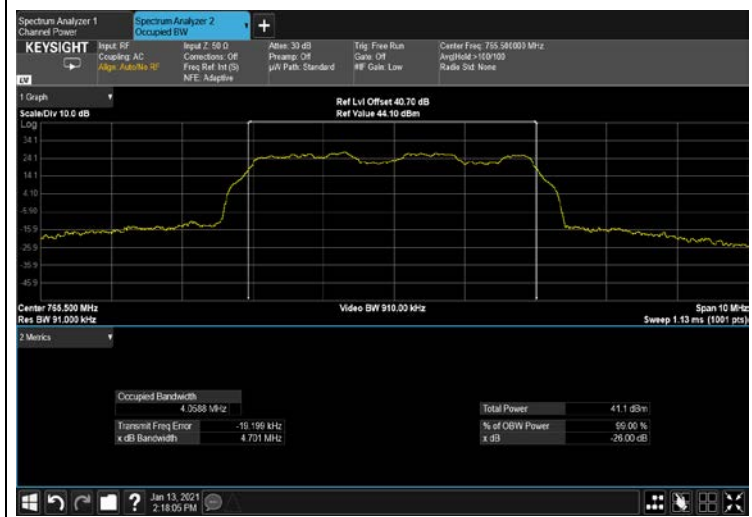 Spectrum Analyzer 1
Channel Power
Spectrum Analyzer 2
Occupied BW
KEYSIGHT
Input: RF
Coupling: AC
Align: Auto/No RF
Input Z: 50 Ω
Corrections: Off
Freq Ref: Int (S)
NFE: Adaptive
Atten: 30 dB
Preamp: Off
µW Path: Standard
Trig: Free Run
Gate: Off
#IF Gain: Low
Center Freq: 765.500000 MHz
Avg|Hold:>100/100
Radio Std: None
1 Graph
Scale/Div 10.0 dB
Ref Lvl Offset 40.70 dB
Ref Value 44.10 dBm
Log
34.1
24.1
14.1
4.10
-5.90
-15.9
-25.9
-35.9
-45.9
Center 765.500 MHz
Res BW 91.000 kHz
Video BW 910.00 kHz
Span 10 MHz
Sweep 1.13 ms (1001 pts)
2 Metrics
Occupied Bandwidth
4.0588 MHz
Transmit Freq Error -19.199 kHz
x dB Bandwidth 4.701 MHz
Total Power 41.1 dBm
% of OBW Power 99.00 %
x dB -26.00 dB
Jan 13, 2021
2:18:05 PM